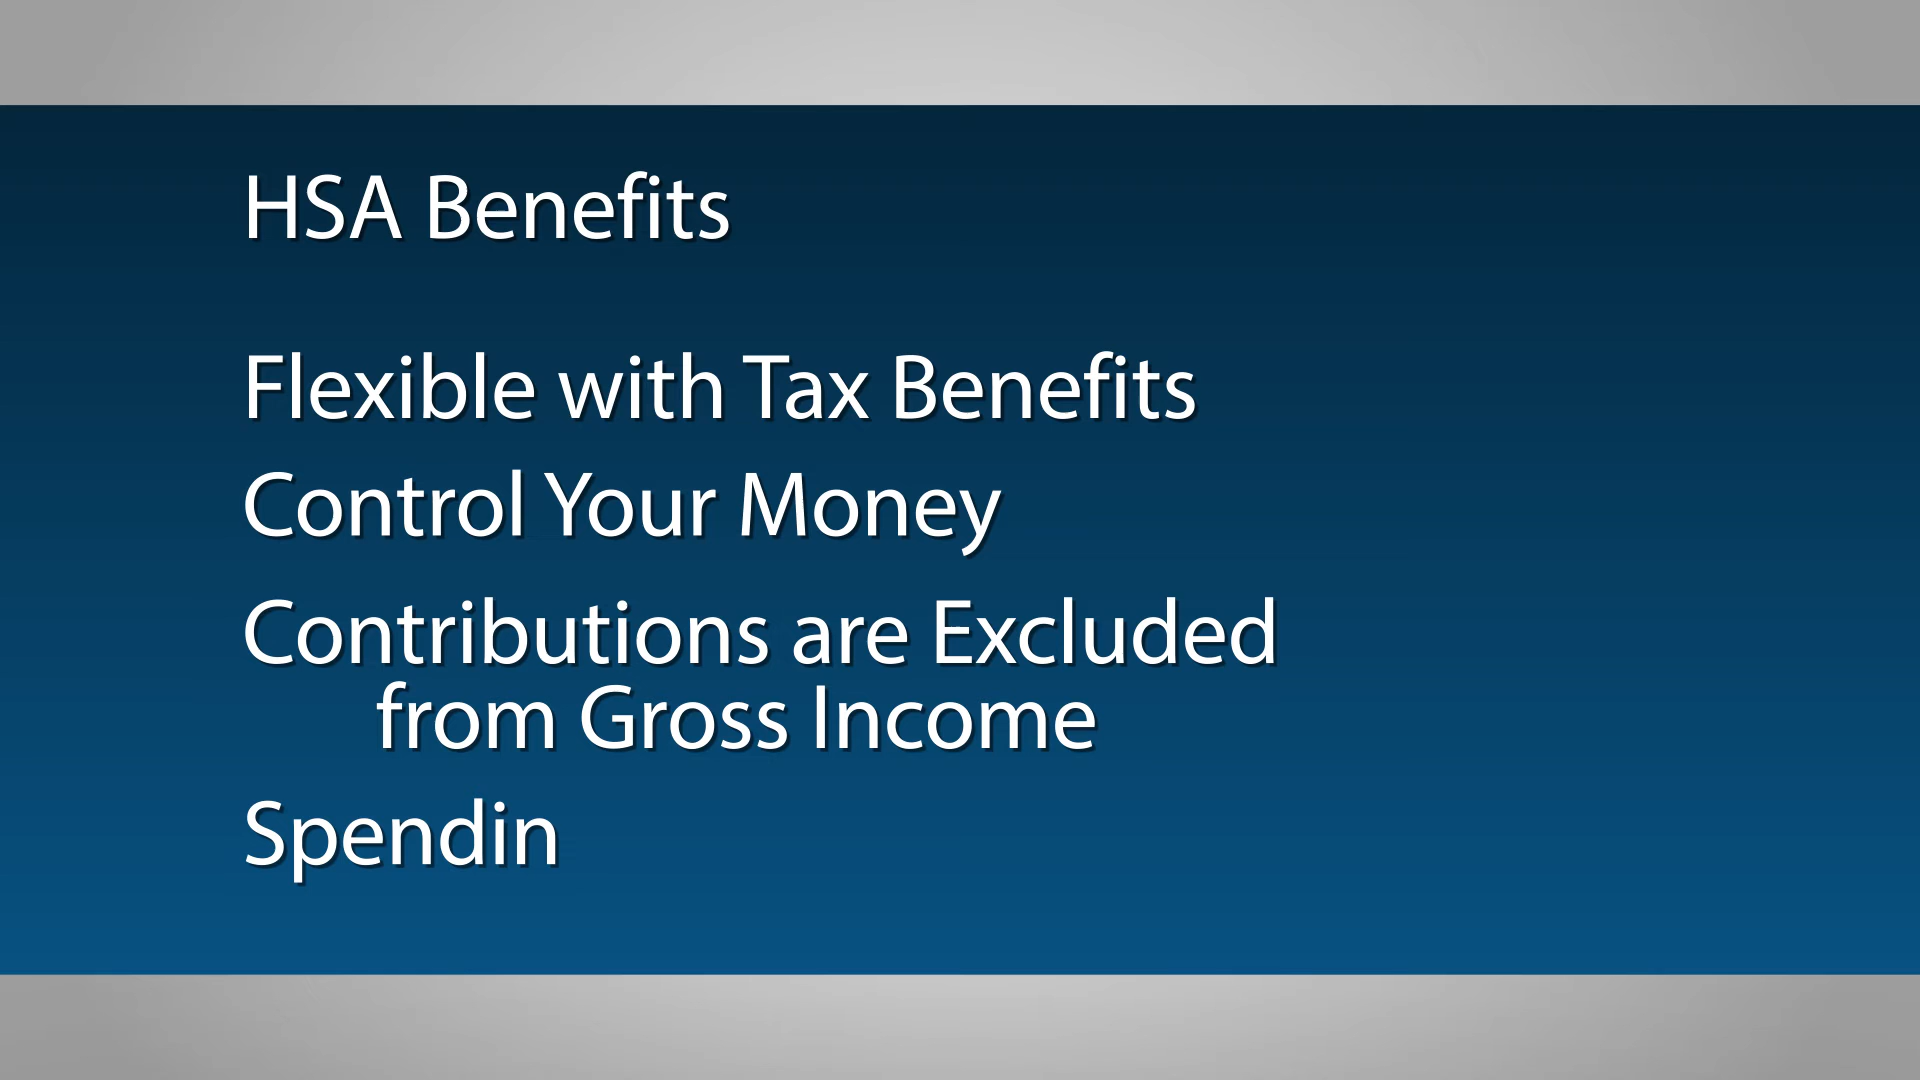 HSA Benefits
Flexible with Tax Benefits
Control Your Money
Contributions are Excluded
from Gross Income
Spendin